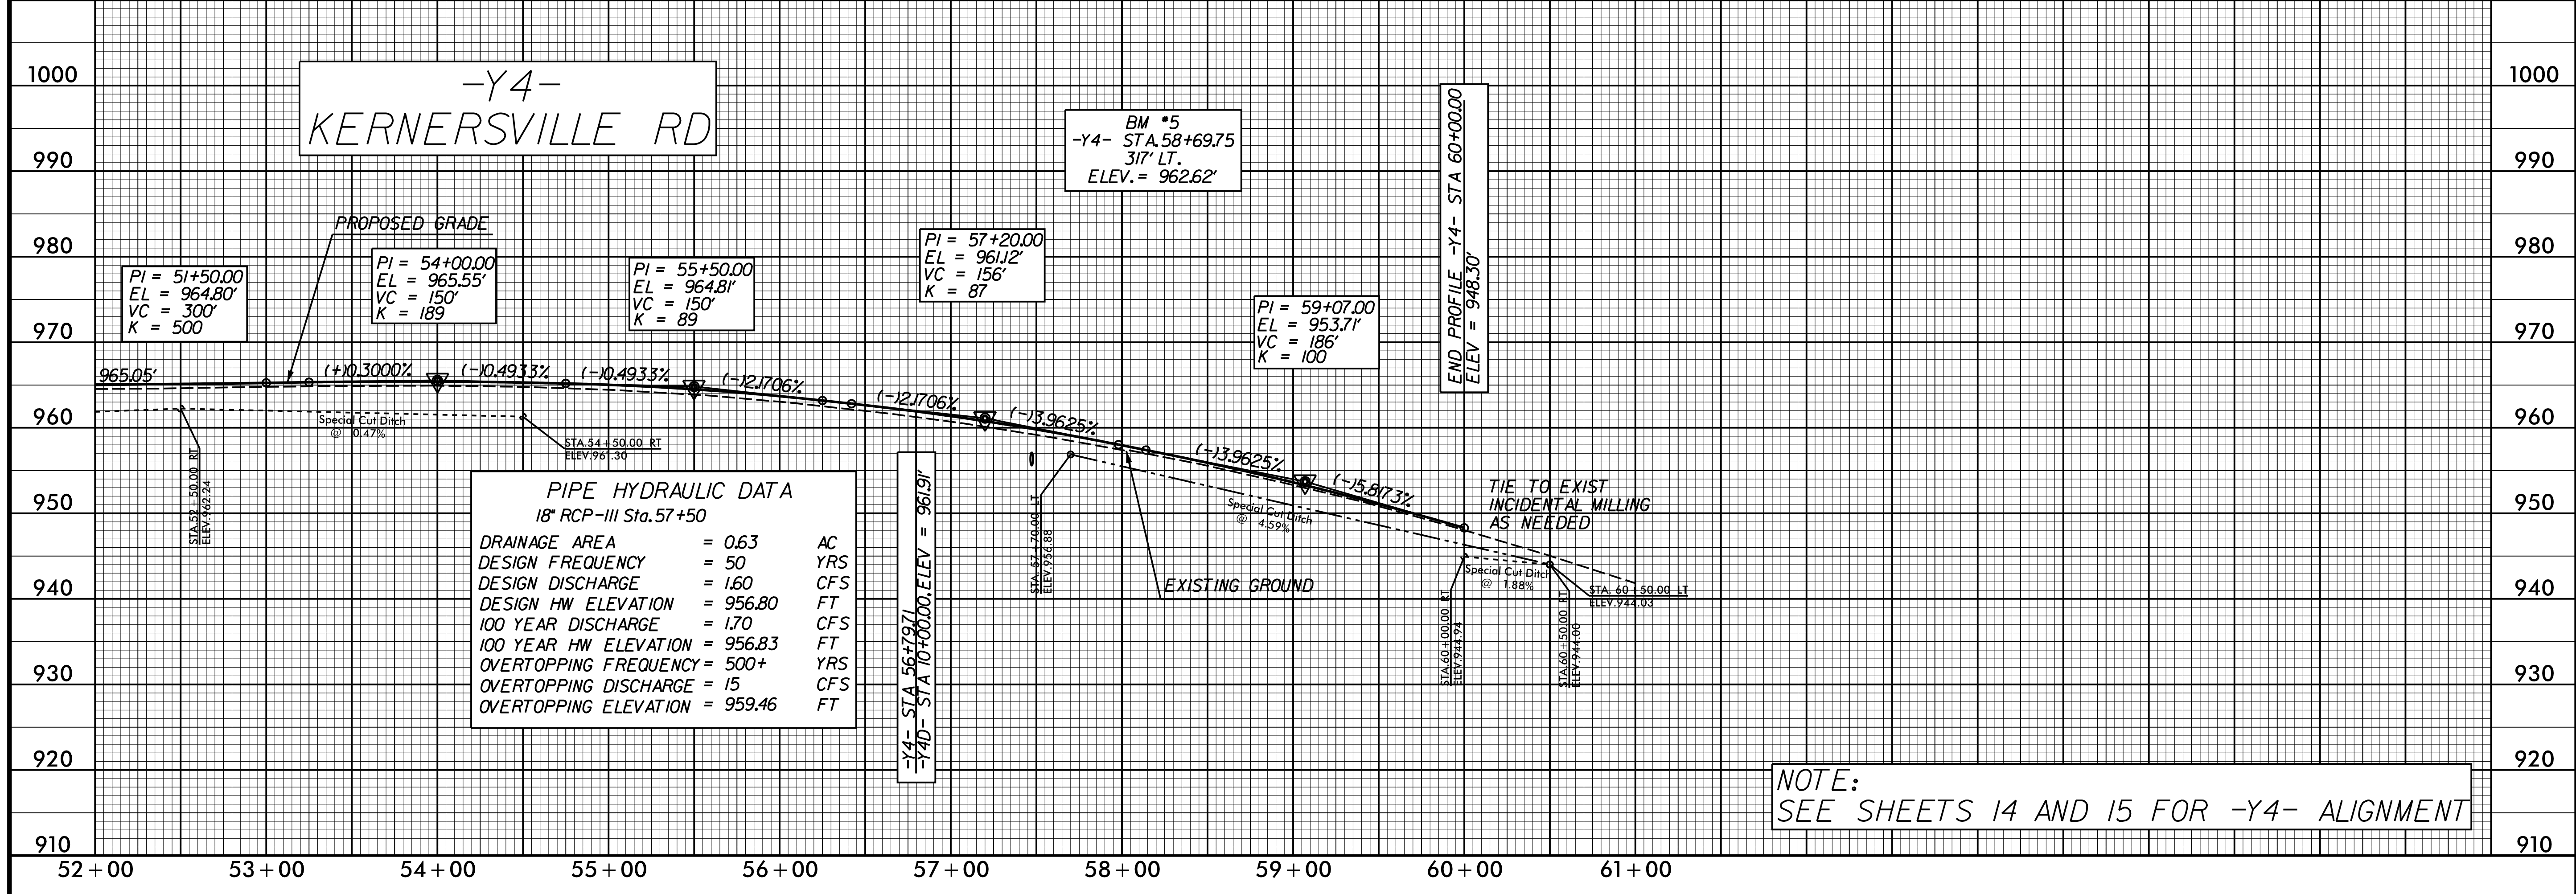 -Y4-
KERNERSVILLE RD
BM #5
-Y4- STA.58+69.75
317' LT.
ELEV.= 962.62'
END PROFILE -Y4- STA 60+00.00
ELEV = 948.30'
PROPOSED GRADE
PI = 51+50.00
EL = 964.80'
VC = 300'
K = 500
PI = 54+00.00
EL = 965.55'
VC = 150'
K = 189
PI = 55+50.00
EL = 964.81'
VC = 150'
K = 89
PI = 57+20.00
EL = 961.12'
VC = 156'
K = 87
PI = 59+07.00
EL = 953.71'
VC = 186'
K = 100
965.05'
(+)0.3000%
(-)0.4933%
(-)0.4933%
(-)2.1706%
(-)2.1706%
(-)3.9625%
(-)3.9625%
(-)5.8173%
Special Cut Ditch
@ 0.47%
STA.52+50.00 RT
ELEV.962.24
STA.54+50.00 RT
ELEV.961.30
PIPE HYDRAULIC DATA
18" RCP-III Sta.57+50
DRAINAGE AREA = 0.63 AC
DESIGN FREQUENCY = 50 YRS
DESIGN DISCHARGE = 1.60 CFS
DESIGN HW ELEVATION = 956.80 FT
100 YEAR DISCHARGE = 1.70 CFS
100 YEAR HW ELEVATION = 956.83 FT
OVERTOPPING FREQUENCY = 500+ YRS
OVERTOPPING DISCHARGE = 15 CFS
OVERTOPPING ELEVATION = 959.46 FT
-Y4- STA 56+79.71
-Y4D- STA 10+00.00.ELEV = 961.91'
STA. 57+70.00 LT
ELEV.956.88
Special Cut Ditch
@ 4.59%
EXISTING GROUND
TIE TO EXIST
INCIDENTAL MILLING
AS NEEDED
Special Cut Ditch
@ 1.88%
STA.60+00.00 RT
ELEV.944.94
STA.60+50.00 RT
ELEV.944.00
STA. 60+50.00 LT
ELEV.944.03
NOTE:
SEE SHEETS 14 AND 15 FOR -Y4- ALIGNMENT
1000
990
980
970
960
950
940
930
920
910
1000
990
980
970
960
950
940
930
920
910
52+00 53+00 54+00 55+00 56+00 57+00 58+00 59+00 60+00 61+00